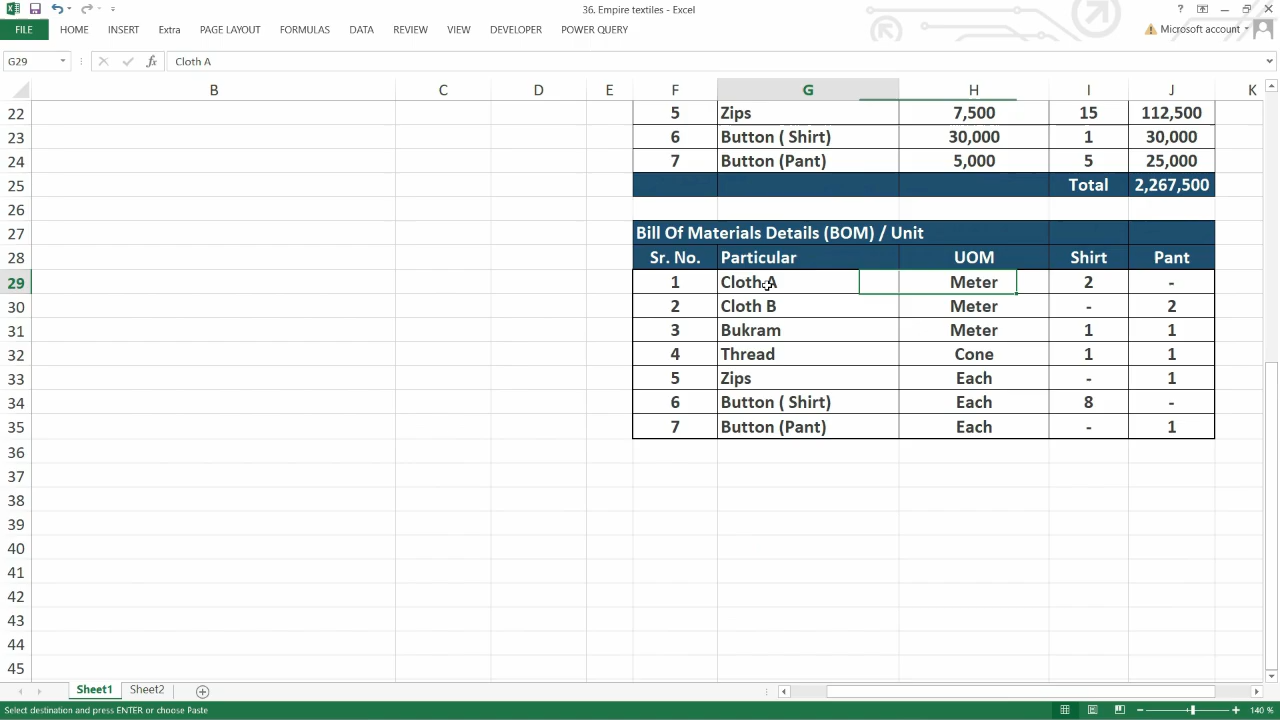 36. Empire textiles - Excel
?
FILE HOME INSERT Extra PAGE LAYOUT FORMULAS DATA REVIEW VIEW DEVELOPER POWER QUERY Microsoft account
G29 fx Cloth A
B C D E F G H I J K
22 5 Zips 7,500 15 112,500
23 6 Button ( Shirt) 30,000 1 30,000
24 7 Button (Pant) 5,000 5 25,000
25 Total 2,267,500
26
27 Bill Of Materials Details (BOM) / Unit
28 Sr. No. Particular UOM Shirt Pant
29 1 Cloth A Meter 2 -
30 2 Cloth B Meter - 2
31 3 Bukram Meter 1 1
32 4 Thread Cone 1 1
33 5 Zips Each - 1
34 6 Button ( Shirt) Each 8 -
35 7 Button (Pant) Each - 1
36
37
38
39
40
41
42
43
44
45
Sheet1 Sheet2
Select destination and press ENTER or choose Paste 140 %